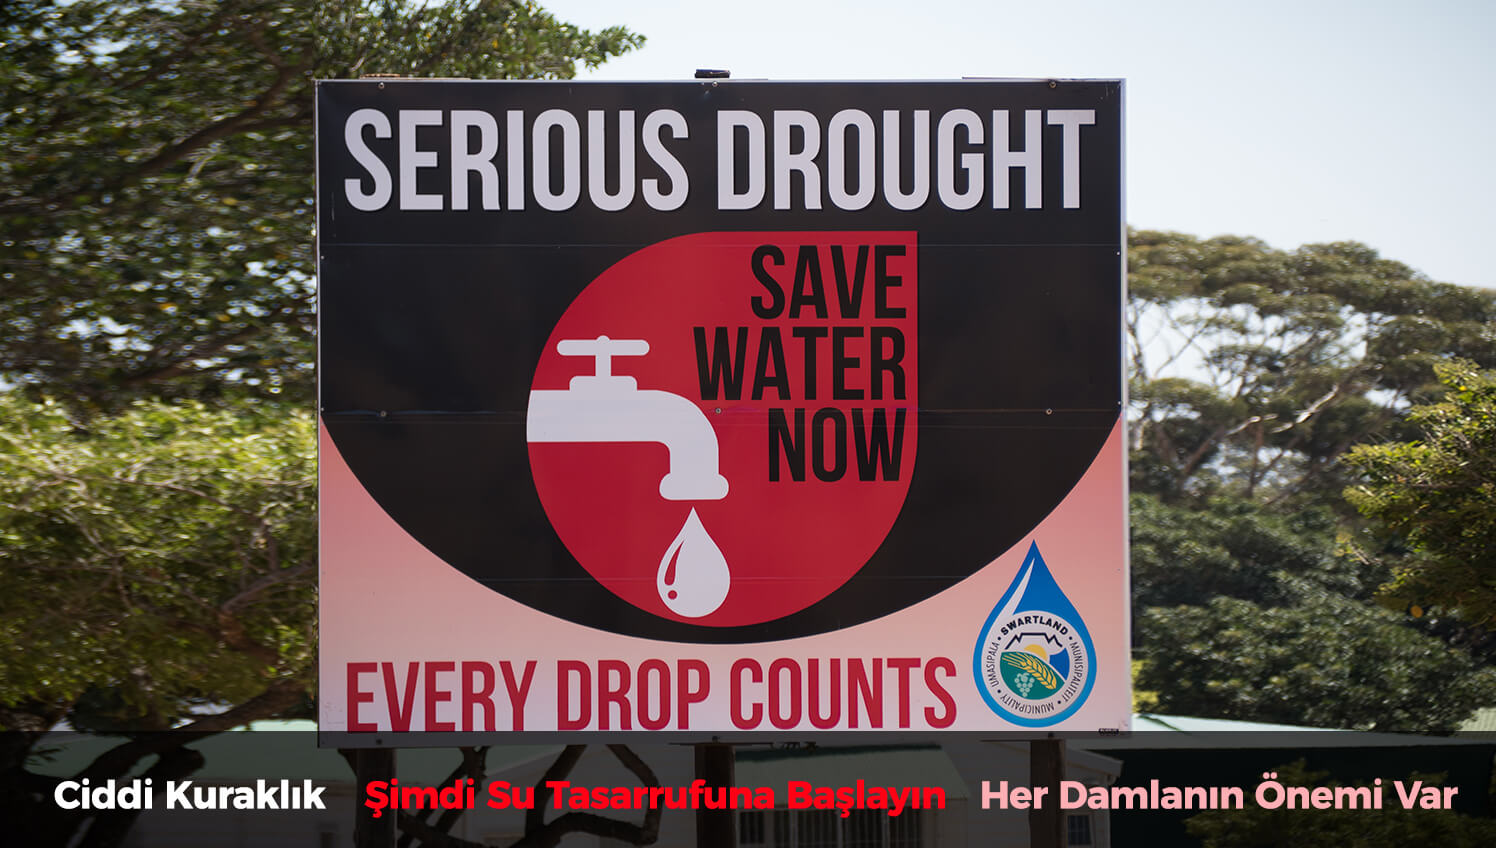 SERIOUS DROUGHT
SAVE
WATER
NOW
EVERY DROP COUNTS
SWARTLAND • MUNISIPALITEIT • MUNICIPALITY • UMASIPALA •
Ciddi Kuraklık Şimdi Su Tasarrufuna Başlayın Her Damlanın Önemi Var